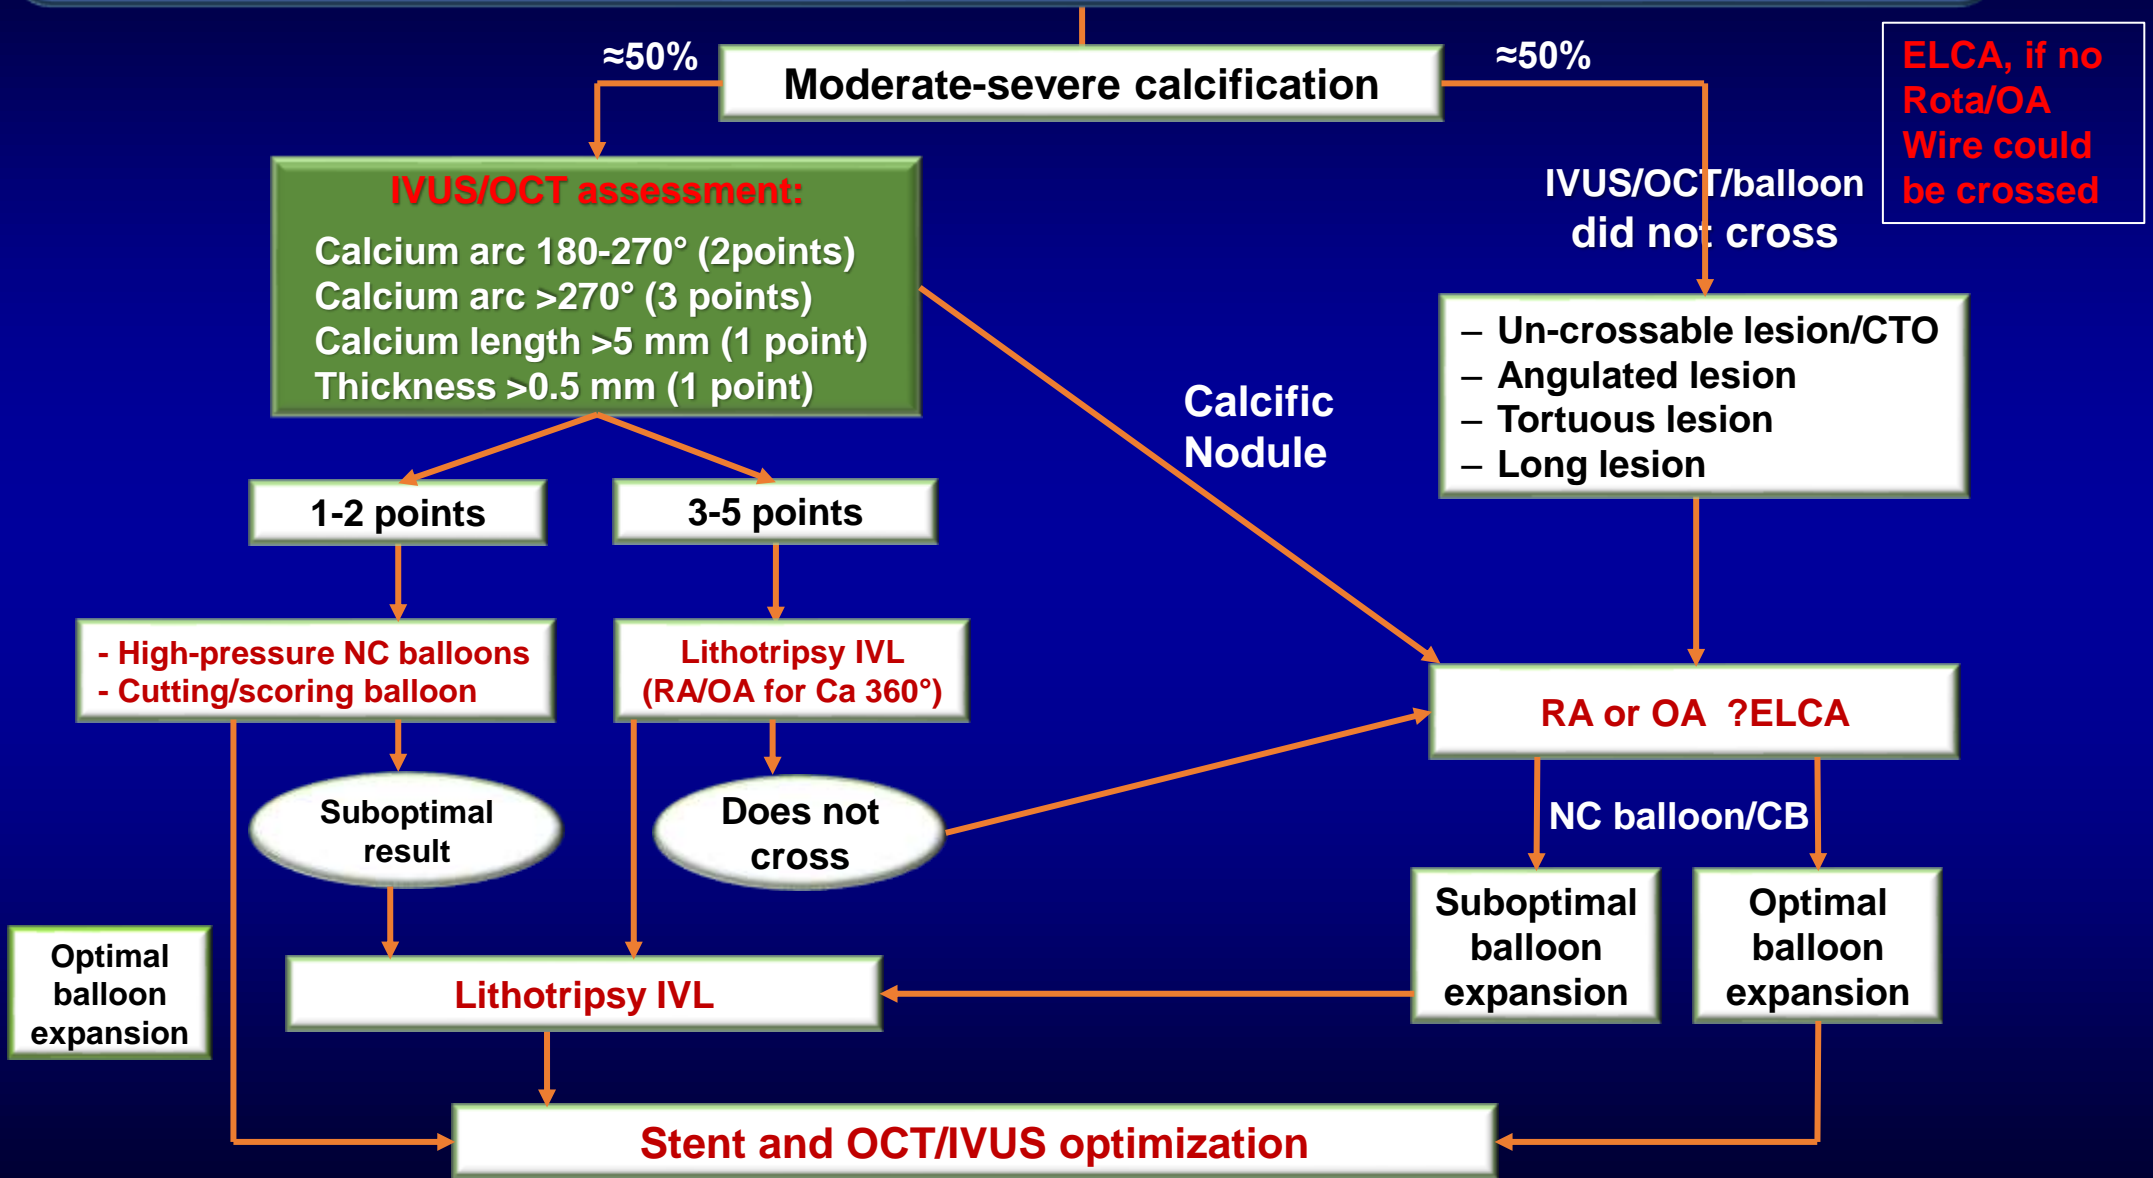 ≈50%
Moderate-severe calcification
≈50%
ELCA, if no
Rota/OA
Wire could
be crossed
IVUS/OCT assessment:
Calcium arc 180-270° (2points)
Calcium arc >270° (3 points)
Calcium length >5 mm (1 point)
Thickness >0.5 mm (1 point)
IVUS/OCT/balloon
did not cross
– Un-crossable lesion/CTO
– Angulated lesion
– Tortuous lesion
– Long lesion
Calcific
Nodule
1-2 points
3-5 points
- High-pressure NC balloons
- Cutting/scoring balloon
Lithotripsy IVL
(RA/OA for Ca 360°)
RA or OA ?ELCA
Suboptimal
result
Does not
cross
NC balloon/CB
Suboptimal
balloon
expansion
Optimal
balloon
expansion
Optimal
balloon
expansion
Lithotripsy IVL
Stent and OCT/IVUS optimization